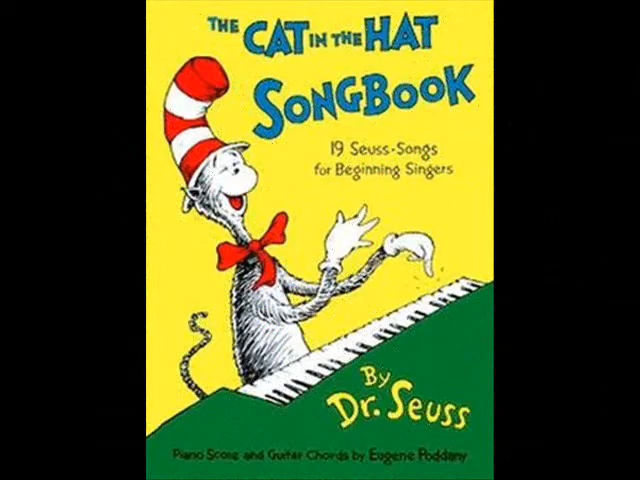 THE CAT IN THE HAT
SONGBOOK
19 Seuss-Songs
for Beginning Singers
By
Dr. Seuss
Piano Score and Guitar Chords by Eugene Poddany